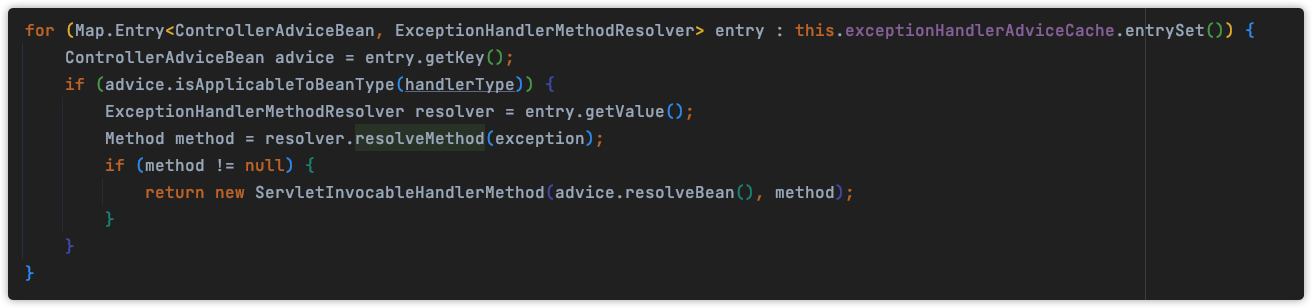 for (Map.Entry<ControllerAdviceBean, ExceptionHandlerMethodResolver> entry : this.exceptionHandlerAdviceCache.entrySet()) {
    ControllerAdviceBean advice = entry.getKey();
    if (advice.isApplicableToBeanType(handlerType)) {
        ExceptionHandlerMethodResolver resolver = entry.getValue();
        Method method = resolver.resolveMethod(exception);
        if (method != null) {
            return new ServletInvocableHandlerMethod(advice.resolveBean(), method);
        }
    }
}